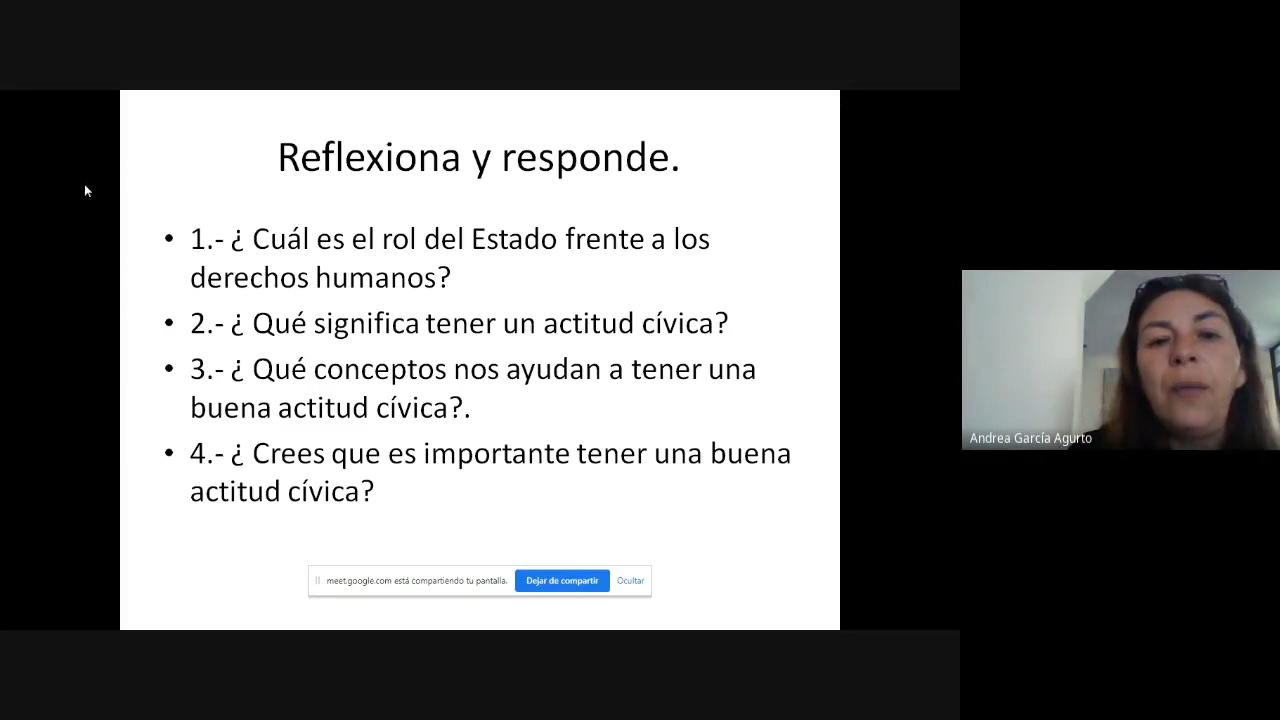 Reflexiona y responde.
• 1.- ¿ Cuál es el rol del Estado frente a los
derechos humanos?
• 2.- ¿ Qué significa tener un actitud cívica?
• 3.- ¿ Qué conceptos nos ayudan a tener una
buena actitud cívica?.
• 4.- ¿ Crees que es importante tener una buena
actitud cívica?
meet.google.com está compartiendo tu pantalla. Dejar de compartir Ocultar
Andrea García Agurto